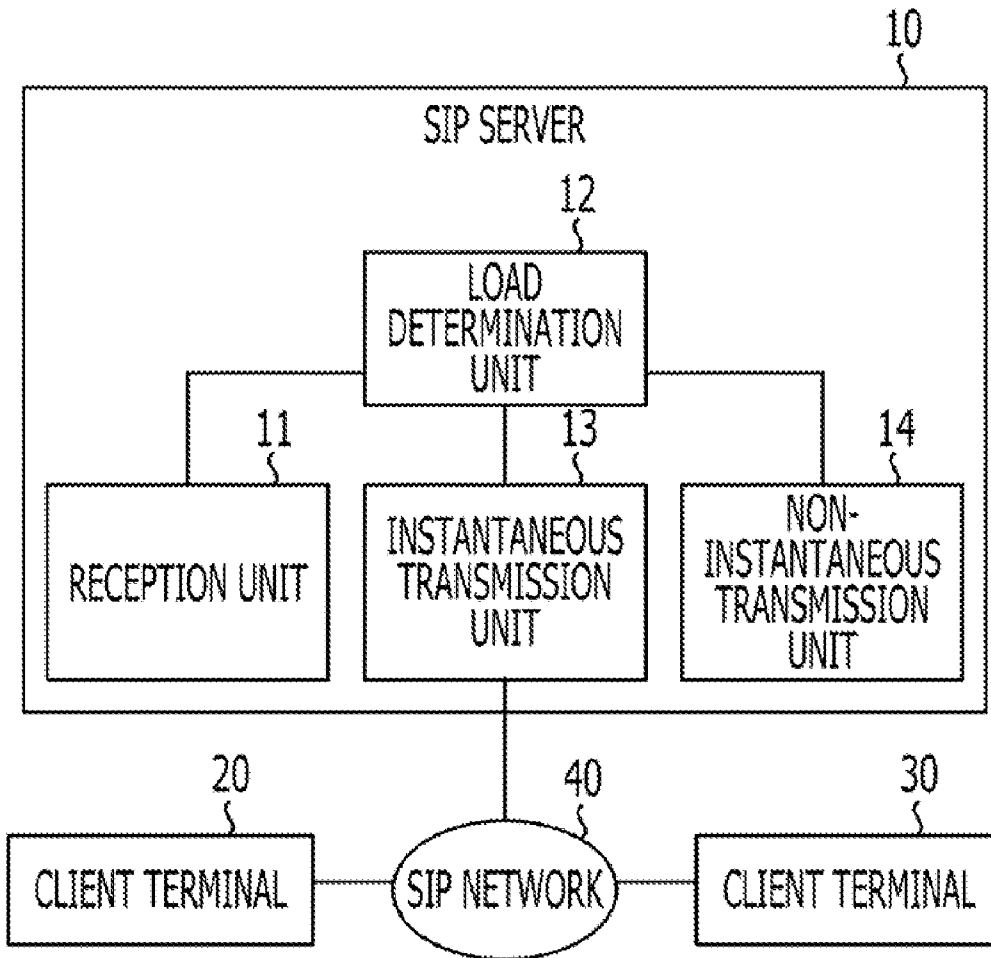 10
SIP SERVER
12
LOAD
DETERMINATION
UNIT
11
RECEPTION UNIT
13
INSTANTANEOUS
TRANSMISSION
UNIT
14
NON-
INSTANTANEOUS
TRANSMISSION
UNIT
20
CLIENT TERMINAL
40
SIP NETWORK
30
CLIENT TERMINAL